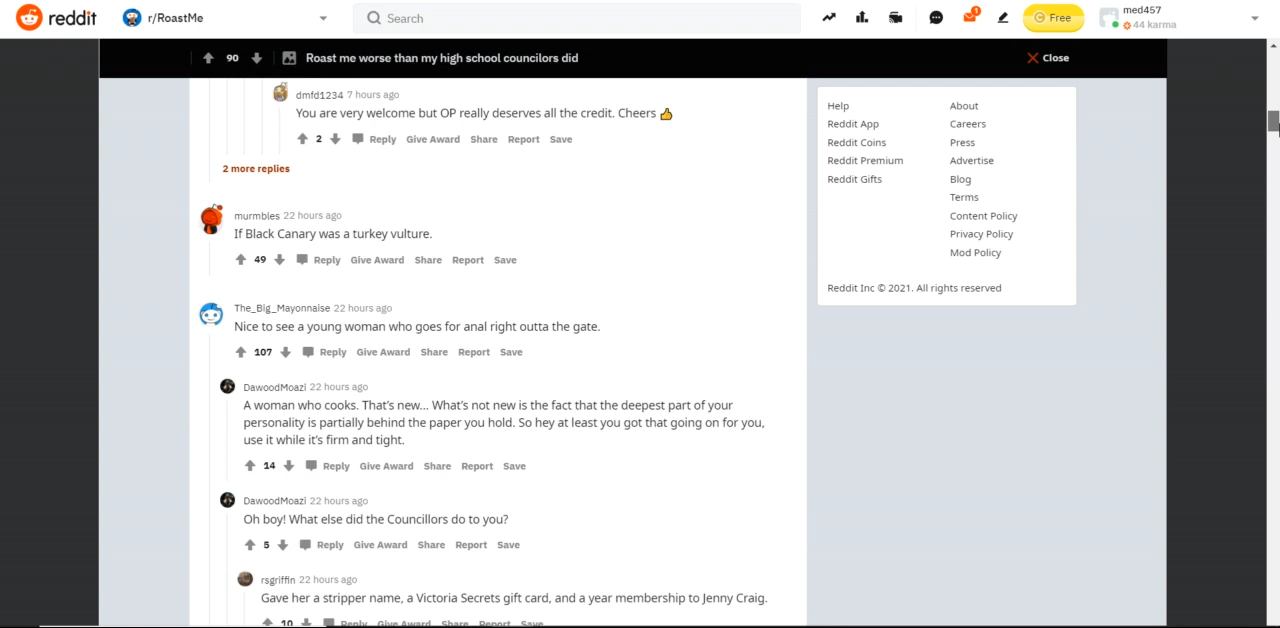 reddit r/RoastMe Search 1 Free med457
44 karma
90 Roast me worse than my high school councilors did Close
dmfd1234 7 hours ago
You are very welcome but OP really deserves all the credit. Cheers 👍
2 Reply Give Award Share Report Save
2 more replies
murmbles 22 hours ago
If Black Canary was a turkey vulture.
49 Reply Give Award Share Report Save
The_Big_Mayonnaise 22 hours ago
Nice to see a young woman who goes for anal right outta the gate.
107 Reply Give Award Share Report Save
DawoodMoazi 22 hours ago
A woman who cooks. That's new... What's not new is the fact that the deepest part of your
personality is partially behind the paper you hold. So hey at least you got that going on for you,
use it while it's firm and tight.
14 Reply Give Award Share Report Save
DawoodMoazi 22 hours ago
Oh boy! What else did the Councillors do to you?
5 Reply Give Award Share Report Save
rsgriffin 22 hours ago
Gave her a stripper name, a Victoria Secrets gift card, and a year membership to Jenny Craig.
10 Reply Give Award Share Report Save
Help About
Reddit App Careers
Reddit Coins Press
Reddit Premium Advertise
Reddit Gifts Blog
Terms
Content Policy
Privacy Policy
Mod Policy
Reddit Inc © 2021. All rights reserved